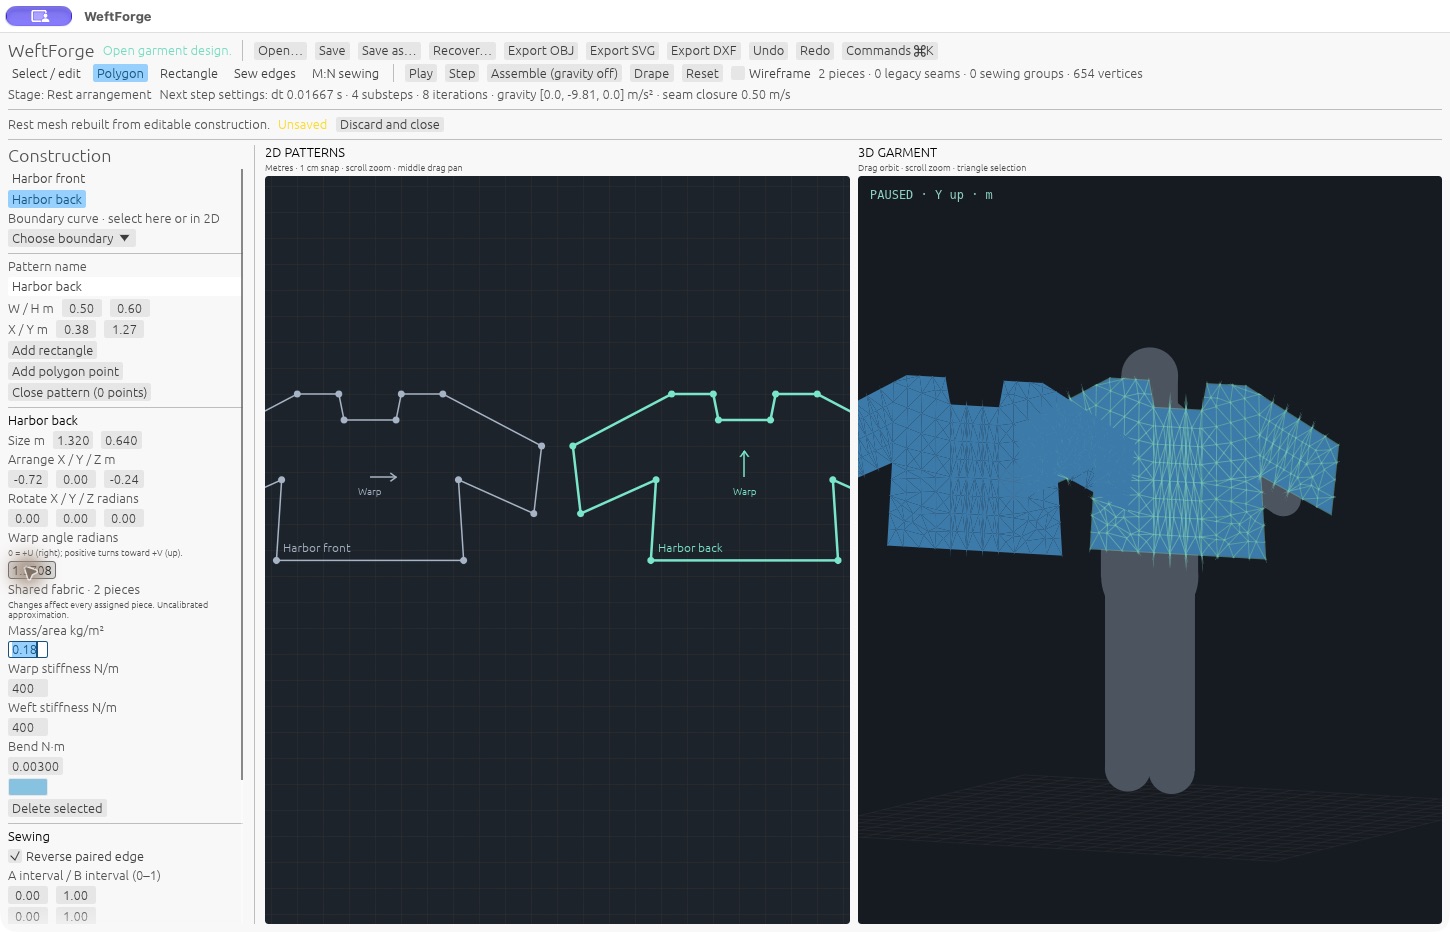 WeftForge
WeftForge Open garment design. Open... Save Save as... Recover... Export OBJ Export SVG Export DXF Undo Redo Commands ⌘K
Select / edit Polygon Rectangle Sew edges M:N sewing Play Step Assemble (gravity off) Drape Reset Wireframe 2 pieces · 0 legacy seams · 0 sewing groups · 654 vertices
Stage: Rest arrangement Next step settings: dt 0.01667 s · 4 substeps · 8 iterations · gravity [0.0, -9.81, 0.0] m/s² · seam closure 0.50 m/s
Rest mesh rebuilt from editable construction. Unsaved Discard and close
Construction
Harbor front
Harbor back
Boundary curve · select here or in 2D
Choose boundary
Pattern name
Harbor back
W / H m 0.50 0.60
X / Y m 0.38 1.27
Add rectangle
Add polygon point
Close pattern (0 points)
Harbor back
Size m 1.320 0.640
Arrange X / Y / Z m
-0.72 0.00 -0.24
Rotate X / Y / Z radians
0.00 0.00 0.00
Warp angle radians
0 = +U (right); positive turns toward +V (up).
Shared fabric · 2 pieces
Changes affect every assigned piece. Uncalibrated
approximation.
Mass/area kg/m²
0.18
Warp stiffness N/m
400
Weft stiffness N/m
400
Bend N·m
0.00300
Delete selected
Sewing
Reverse paired edge
A interval / B interval (0–1)
0.00 1.00
0.00 1.00
2D PATTERNS
Metres · 1 cm snap · scroll zoom · middle drag pan
Warp
Harbor front
Warp
Harbor back
3D GARMENT
Drag orbit · scroll zoom · triangle selection
PAUSED · Y up · m